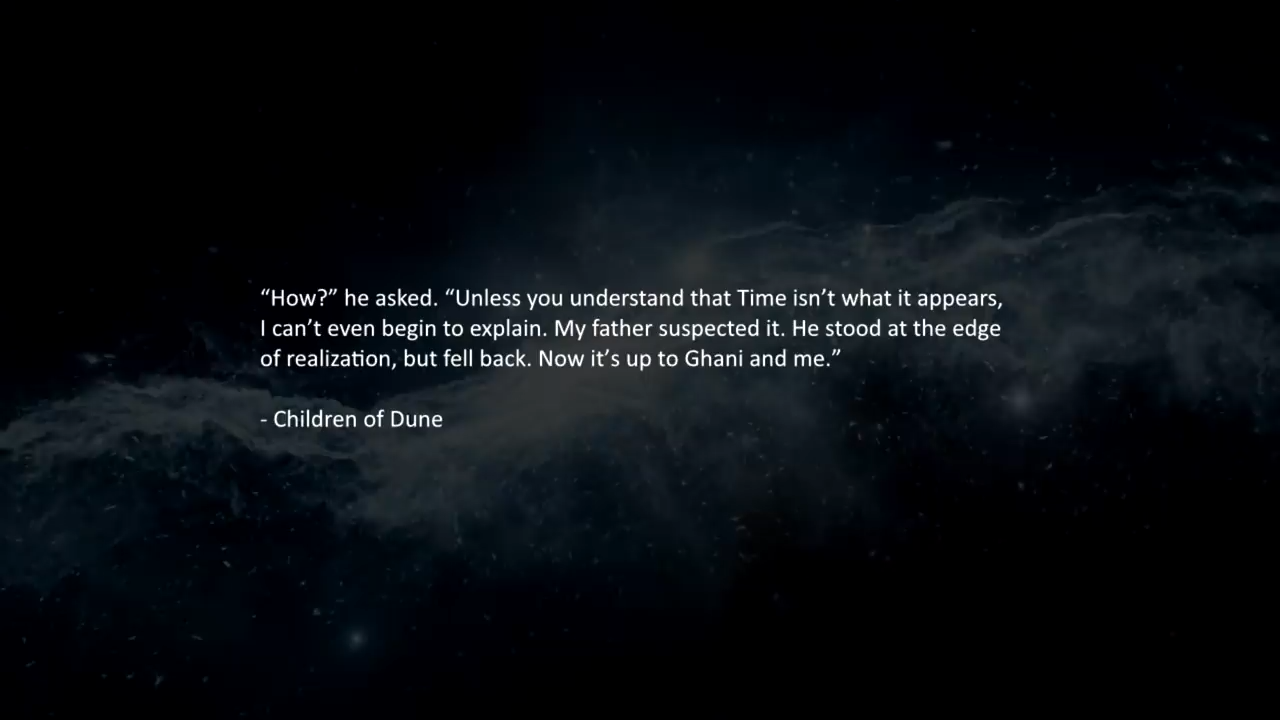 “How?” he asked. “Unless you understand that Time isn’t what it appears,
I can’t even begin to explain. My father suspected it. He stood at the edge
of realization, but fell back. Now it’s up to Ghani and me.”
- Children of Dune